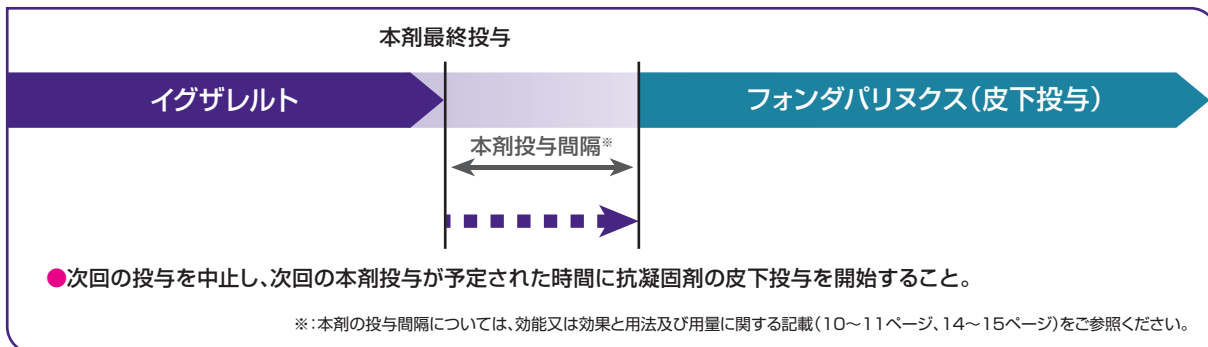 本剤最終投与
イグザレルト
フォンダパリヌクス(皮下投与)
本剤投与間隔※
●次回の投与を中止し、次回の本剤投与が予定された時間に抗凝固剤の皮下投与を開始すること。
※:本剤の投与間隔については、効能又は効果と用法及び用量に関する記載(10〜11ページ、14〜15ページ)をご参照ください。